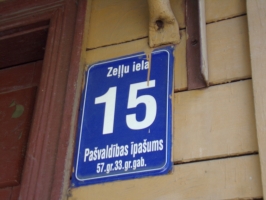 Zeļļu iela
15
Pašvaldības īpašums
57.gr.33.gr.gab.